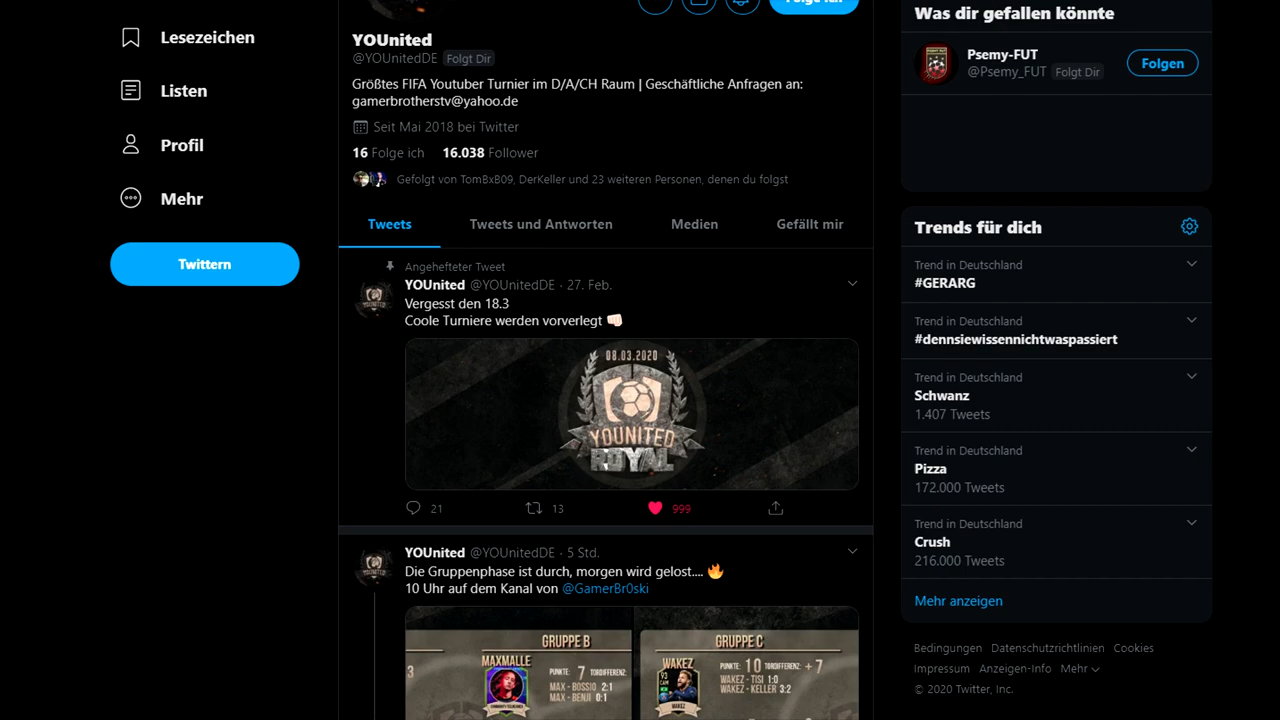 Lesezeichen
Listen
Profil
Mehr
Twittern
Folge ich
YOUnited
@YOUnitedDE Folgt Dir
Größtes FIFA Youtuber Turnier im D/A/CH Raum | Geschäftliche Anfragen an:
gamerbrotherstv@yahoo.de
Seit Mai 2018 bei Twitter
16 Folge ich 16.038 Follower
Gefolgt von TomBxB09, DerKeller und 23 weiteren Personen, denen du folgst
Tweets Tweets und Antworten Medien Gefällt mir
Angehefteter Tweet
YOUnited @YOUnitedDE · 27. Feb.
Vergesst den 18.3
Coole Turniere werden vorverlegt 👊🏻
08.03.2020
YOUNITED
ROYAL
21 13 999
YOUnited @YOUnitedDE · 5 Std.
Die Gruppenphase ist durch, morgen wird gelost.... 🔥
10 Uhr auf dem Kanal von @GamerBr0ski
3
GRUPPE B
MAXMALLE
PUNKTE: 7 TORDIFFERENZ:
MAX - BOSSIO 2:1
MAX - BENJI 0:1
GRUPPE C
WAKEZ
93
CAM
WAKEZ
PUNKTE: 10 TORDIFFERENZ: +7
WAKEZ - TISI 1:0
WAKEZ - KELLER 3:2
Was dir gefallen könnte
Psemy-FUT
@Psemy_FUT Folgt Dir
Folgen
Trends für dich
Trend in Deutschland
#GERARG
Trend in Deutschland
#dennsiewissennichtwaspassiert
Trend in Deutschland
Schwanz
1.407 Tweets
Trend in Deutschland
Pizza
172.000 Tweets
Trend in Deutschland
Crush
216.000 Tweets
Mehr anzeigen
Bedingungen Datenschutzrichtlinien Cookies
Impressum Anzeigen-Info Mehr
© 2020 Twitter, Inc.